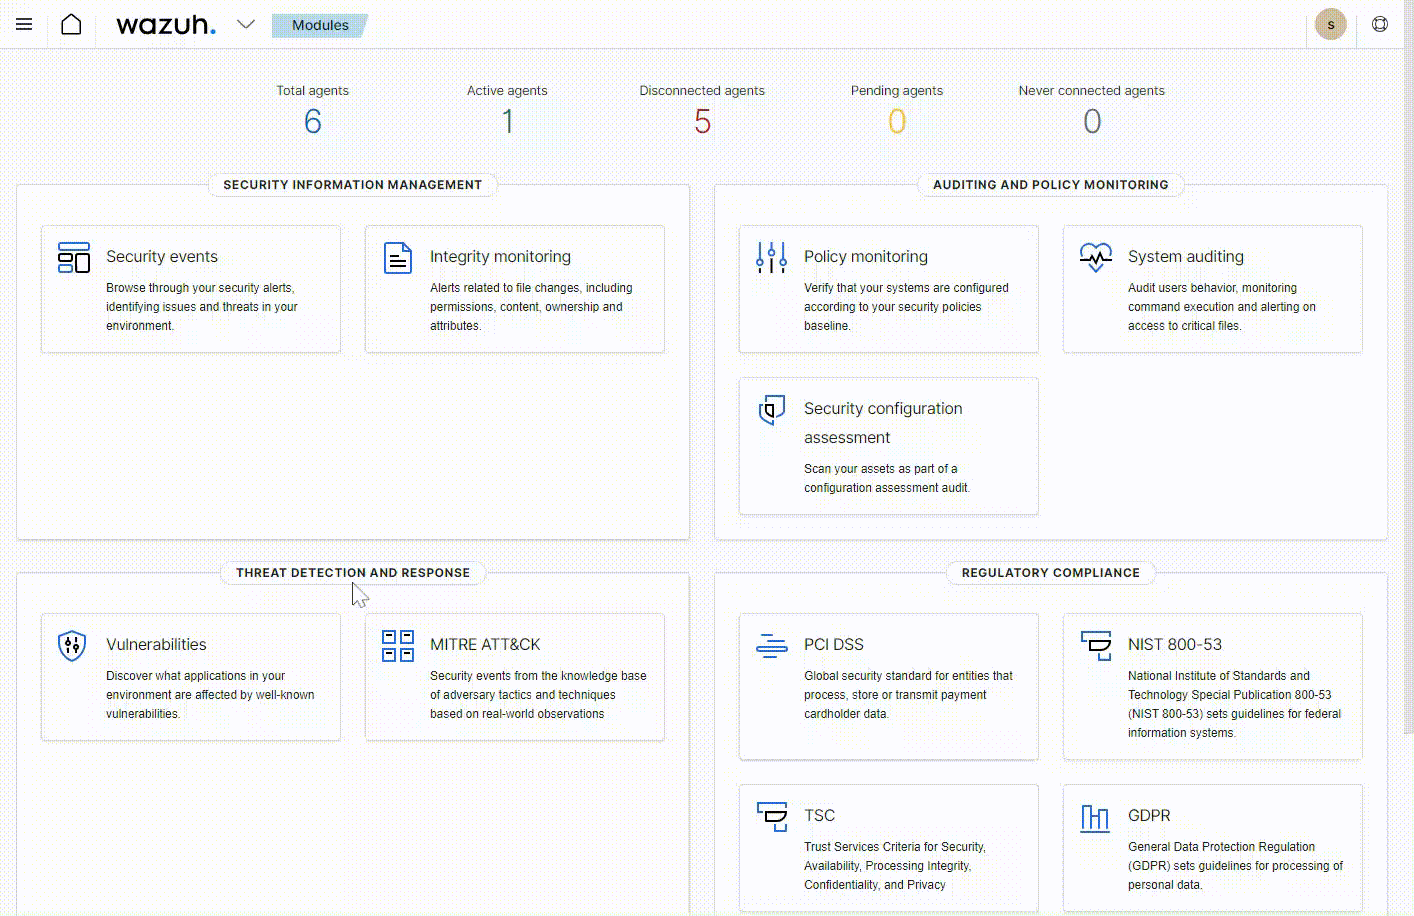 wazuh.
Modules
s
Total agents
6
Active agents
1
Disconnected agents
5
Pending agents
0
Never connected agents
0
SECURITY INFORMATION MANAGEMENT
Security events
Browse through your security alerts,
identifying issues and threats in your
environment.
Integrity monitoring
Alerts related to file changes, including
permissions, content, ownership and
attributes.
AUDITING AND POLICY MONITORING
Policy monitoring
Verify that your systems are configured
according to your security policies
baseline.
System auditing
Audit users behavior, monitoring
command execution and alerting on
access to critical files.
Security configuration
assessment
Scan your assets as part of a
configuration assessment audit.
THREAT DETECTION AND RESPONSE
Vulnerabilities
Discover what applications in your
environment are affected by well-known
vulnerabilities.
MITRE ATT&CK
Security events from the knowledge base
of adversary tactics and techniques
based on real-world observations
REGULATORY COMPLIANCE
PCI DSS
Global security standard for entities that
process, store or transmit payment
cardholder data.
NIST 800-53
National Institute of Standards and
Technology Special Publication 800-53
(NIST 800-53) sets guidelines for federal
information systems.
TSC
Trust Services Criteria for Security,
Availability, Processing Integrity,
Confidentiality, and Privacy
GDPR
General Data Protection Regulation
(GDPR) sets guidelines for processing of
personal data.